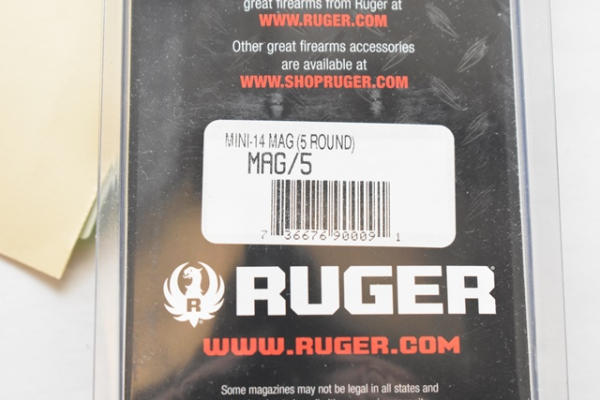 great firearms from Ruger at
WWW.RUGER.COM
Other great firearms accessories
are available at
WWW.SHOPRUGER.COM
MINI-14 MAG (5 ROUND)
MAG/5
7 36676 90009 1
R
RUGER®
WWW.RUGER.COM
Some magazines may not be legal in all states and